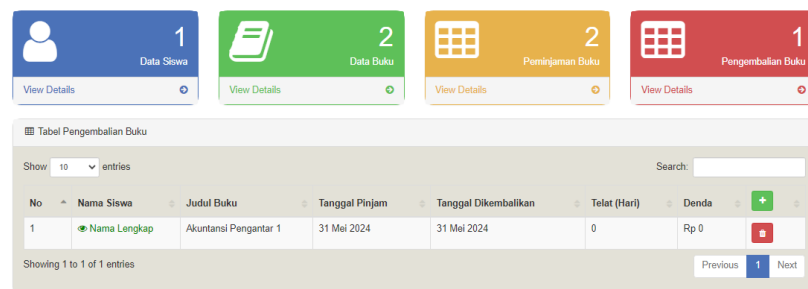 1
Data Siswa
View Details
2
Data Buku
View Details
2
Peminjaman Buku
View Details
1
Pengembalian Buku
View Details
Tabel Pengembalian Buku
Show 10 entries
Search:
No Nama Siswa Judul Buku Tanggal Pinjam Tanggal Dikembalikan Telat (Hari) Denda +
1 Nama Lengkap Akuntansi Pengantar 1 31 Mei 2024 31 Mei 2024 0 Rp 0
Showing 1 to 1 of 1 entries
Previous 1 Next